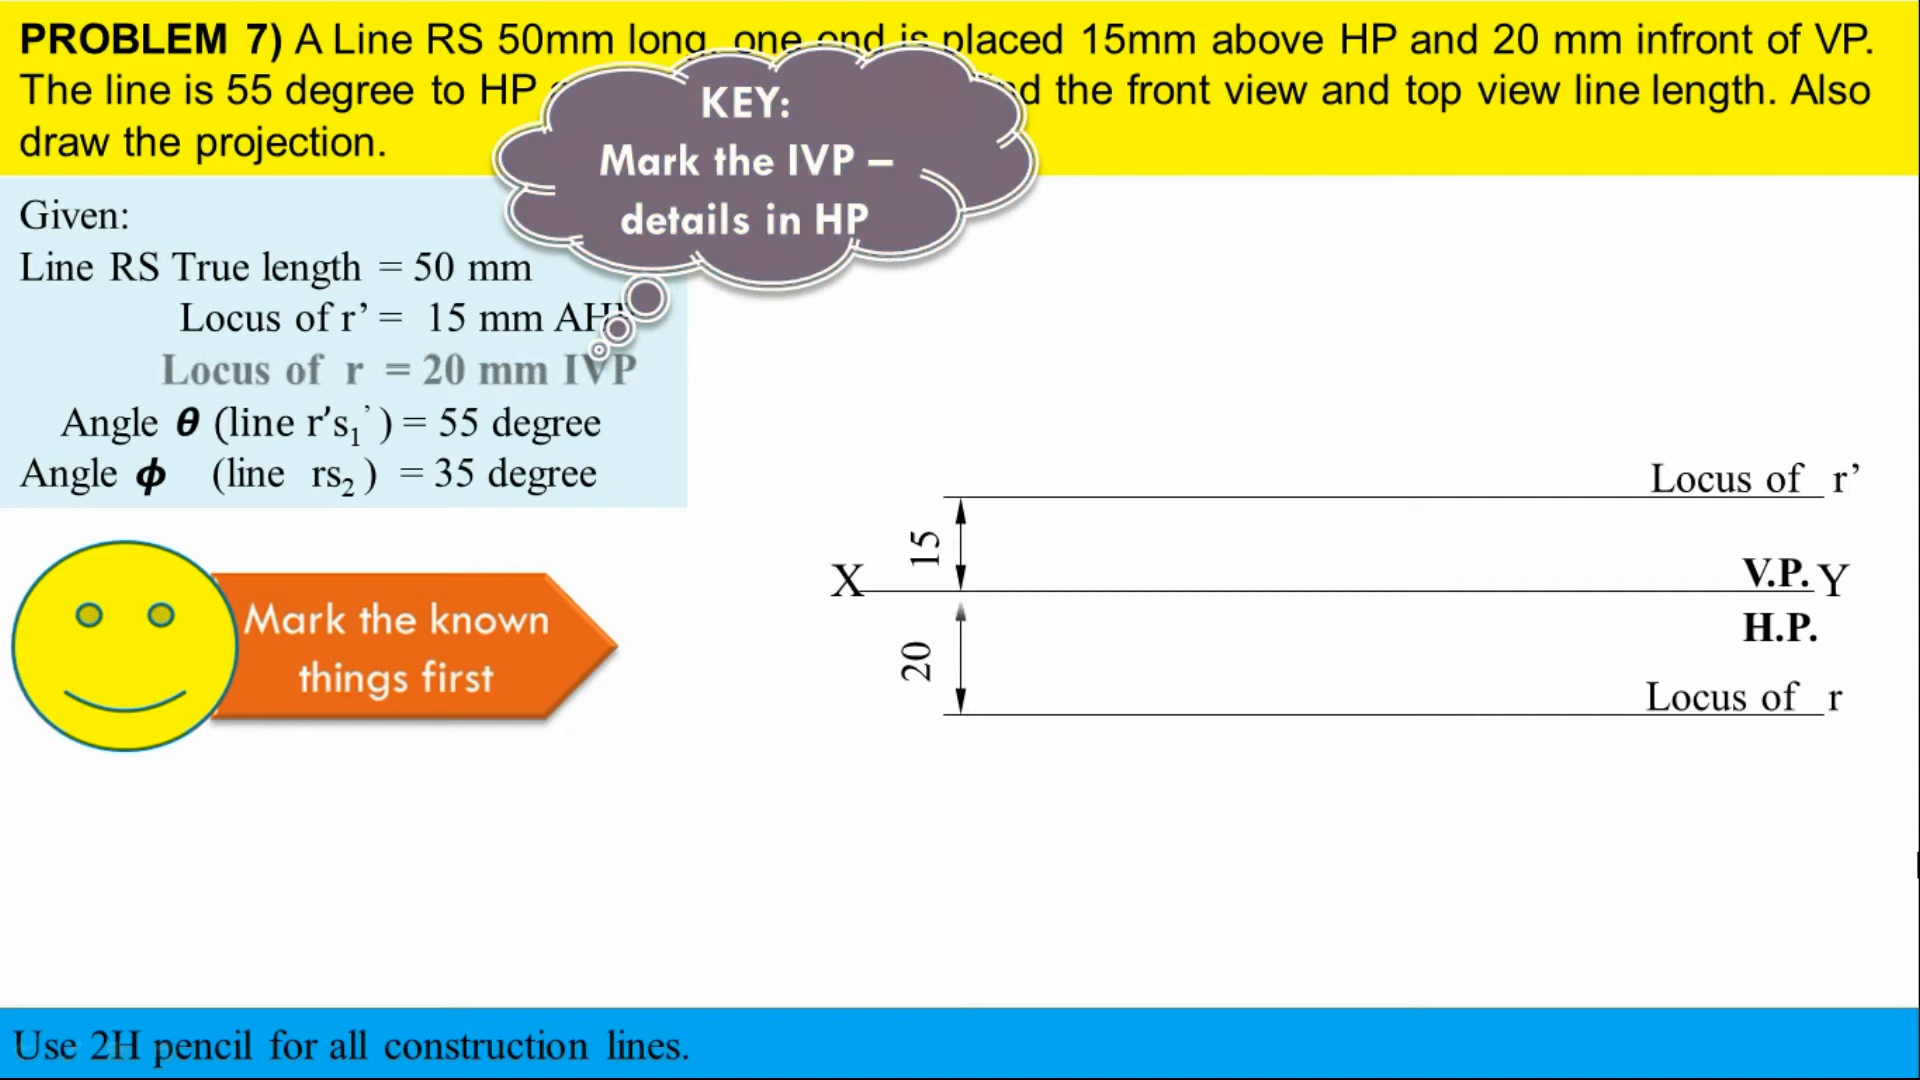 PROBLEM 7) A Line RS 50mm long, one end is placed 15mm above HP and 20 mm infront of VP.
The line is 55 degree to HP d the front view and top view line length. Also
draw the projection.
KEY:
Mark the IVP –
details in HP
Given:
Line RS True length = 50 mm
Locus of r’ = 15 mm AHP
Locus of r = 20 mm IVP
Angle θ (line r's₁’) = 55 degree
Angle ϕ (line rs₂) = 35 degree
Mark the known
things first
Locus of r’
15
X
V.P. Y
H.P.
20
Locus of r
Use 2H pencil for all construction lines.